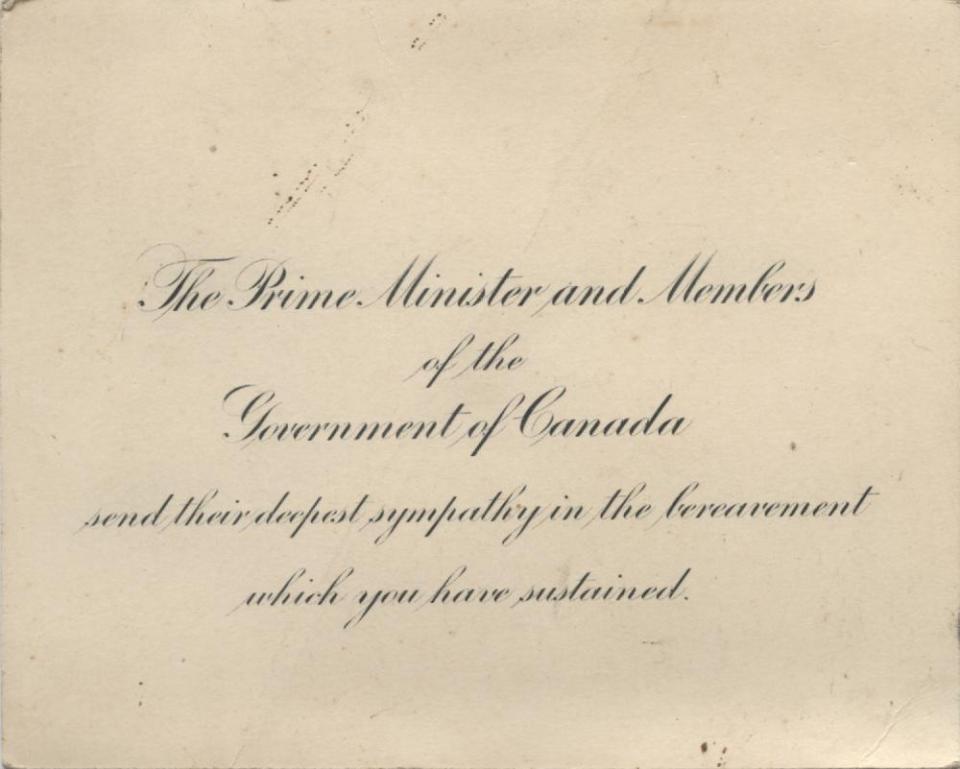 The Prime Minister and Members
of the
Government of Canada
send their deepest sympathy in the bereavement
which you have sustained.